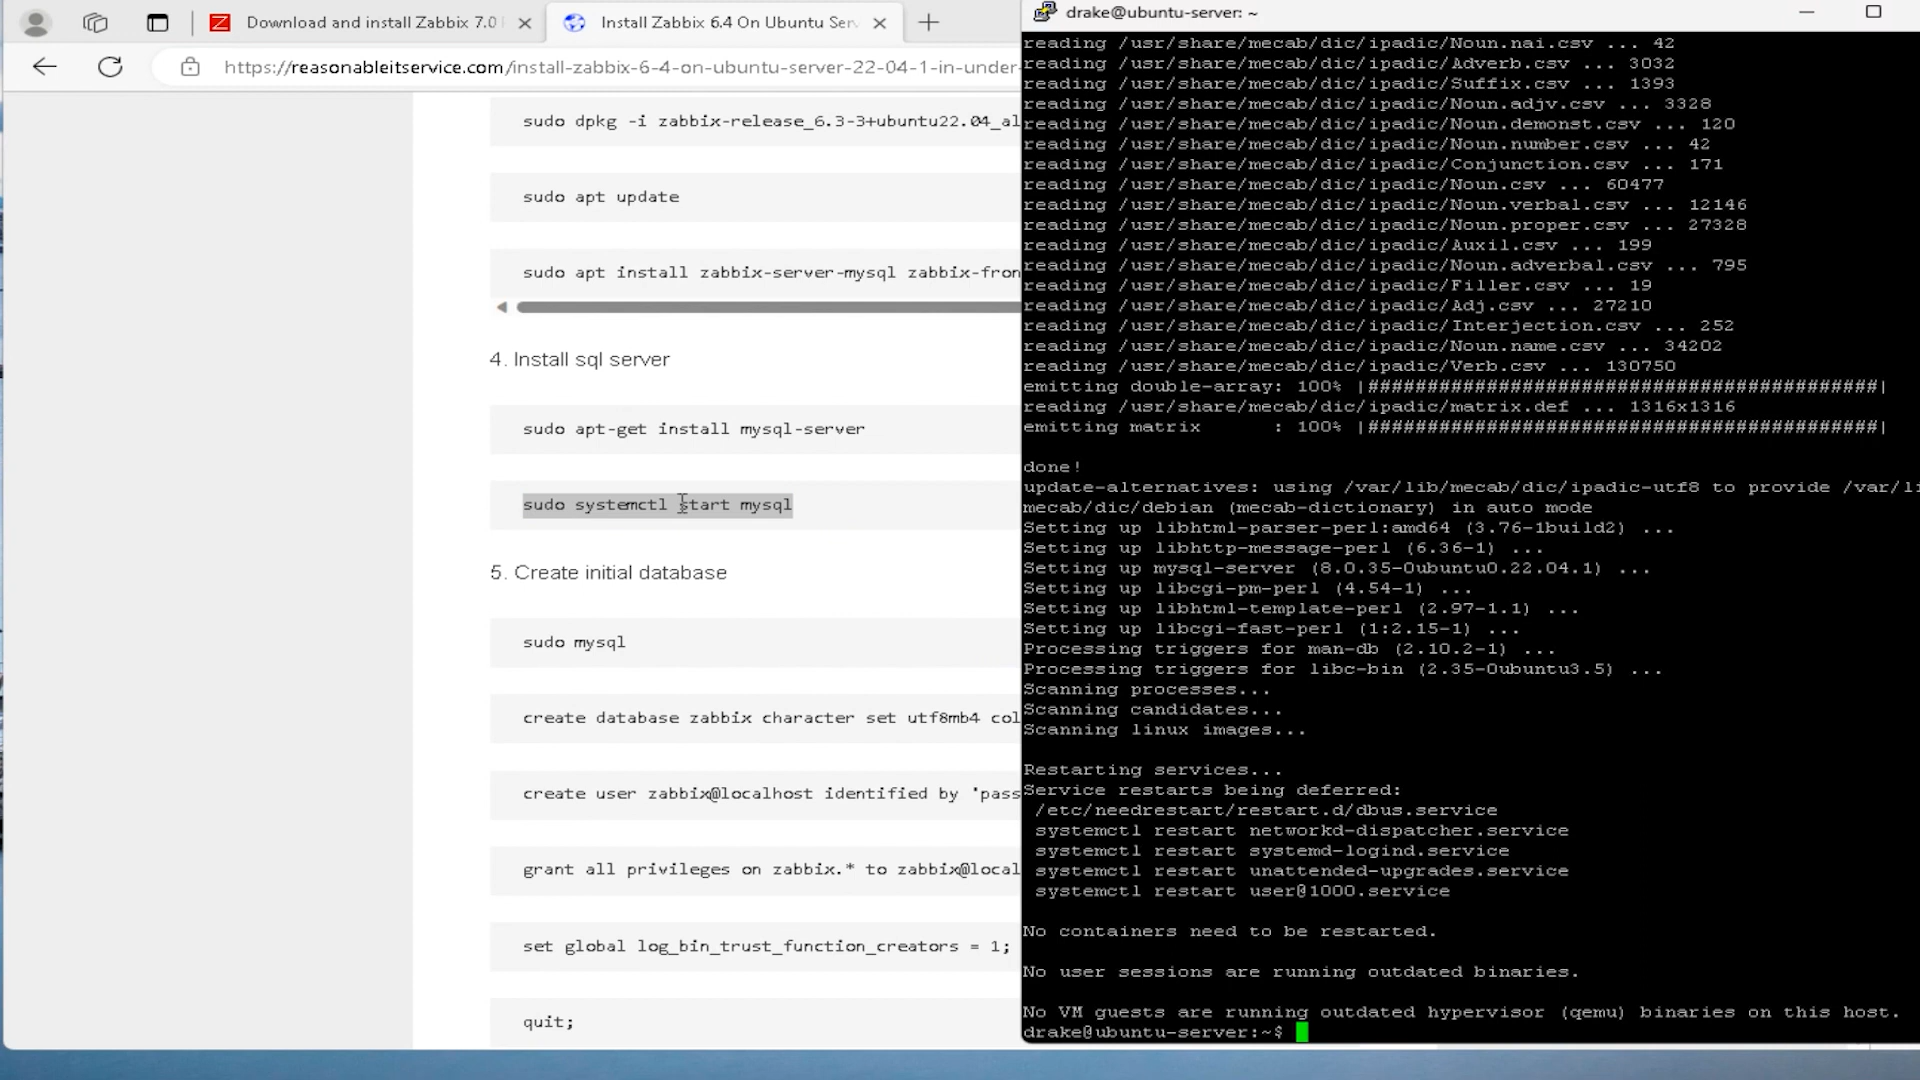 Download and install Zabbix 7.0
Install Zabbix 6.4 On Ubuntu Ser
https://reasonableitservice.com/install-zabbix-6-4-on-ubuntu-server-22-04-1-in-under-
sudo dpkg -i zabbix-release_6.3-3+ubuntu22.04_al
sudo apt update
sudo apt install zabbix-server-mysql zabbix-fron
4. Install sql server
sudo apt-get install mysql-server
sudo systemctl start mysql
5. Create initial database
sudo mysql
create database zabbix character set utf8mb4 col
create user zabbix@localhost identified by 'pass
grant all privileges on zabbix.* to zabbix@local
set global log_bin_trust_function_creators = 1;
quit;
drake@ubuntu-server: ~
reading /usr/share/mecab/dic/ipadic/Noun.nai.csv ... 42
reading /usr/share/mecab/dic/ipadic/Adverb.csv ... 3032
reading /usr/share/mecab/dic/ipadic/Suffix.csv ... 1393
reading /usr/share/mecab/dic/ipadic/Noun.adjv.csv ... 3328
reading /usr/share/mecab/dic/ipadic/Noun.demonst.csv ... 120
reading /usr/share/mecab/dic/ipadic/Noun.number.csv ... 42
reading /usr/share/mecab/dic/ipadic/Conjunction.csv ... 171
reading /usr/share/mecab/dic/ipadic/Noun.csv ... 60477
reading /usr/share/mecab/dic/ipadic/Noun.verbal.csv ... 12146
reading /usr/share/mecab/dic/ipadic/Noun.proper.csv ... 27328
reading /usr/share/mecab/dic/ipadic/Auxil.csv ... 199
reading /usr/share/mecab/dic/ipadic/Noun.adverbal.csv ... 795
reading /usr/share/mecab/dic/ipadic/Filler.csv ... 19
reading /usr/share/mecab/dic/ipadic/Adj.csv ... 27210
reading /usr/share/mecab/dic/ipadic/Interjection.csv ... 252
reading /usr/share/mecab/dic/ipadic/Noun.name.csv ... 34202
reading /usr/share/mecab/dic/ipadic/Verb.csv ... 130750
emitting double-array: 100% |###########################################|
reading /usr/share/mecab/dic/ipadic/matrix.def ... 1316x1316
emitting matrix      : 100% |###########################################|
done!
update-alternatives: using /var/lib/mecab/dic/ipadic-utf8 to provide /var/li
mecab/dic/debian (mecab-dictionary) in auto mode
Setting up libhtml-parser-perl:amd64 (3.76-1build2) ...
Setting up libhttp-message-perl (6.36-1) ...
Setting up mysql-server (8.0.35-0ubuntu0.22.04.1) ...
Setting up libcgi-pm-perl (4.54-1) ...
Setting up libhtml-template-perl (2.97-1.1) ...
Setting up libcgi-fast-perl (1:2.15-1) ...
Processing triggers for man-db (2.10.2-1) ...
Processing triggers for libc-bin (2.35-0ubuntu3.5) ...
Scanning processes...
Scanning candidates...
Scanning linux images...
Restarting services...
Service restarts being deferred:
/etc/needrestart/restart.d/dbus.service
systemctl restart networkd-dispatcher.service
systemctl restart systemd-logind.service
systemctl restart unattended-upgrades.service
systemctl restart user@1000.service
No containers need to be restarted.
No user sessions are running outdated binaries.
No VM guests are running outdated hypervisor (qemu) binaries on this host.
drake@ubuntu-server:~$